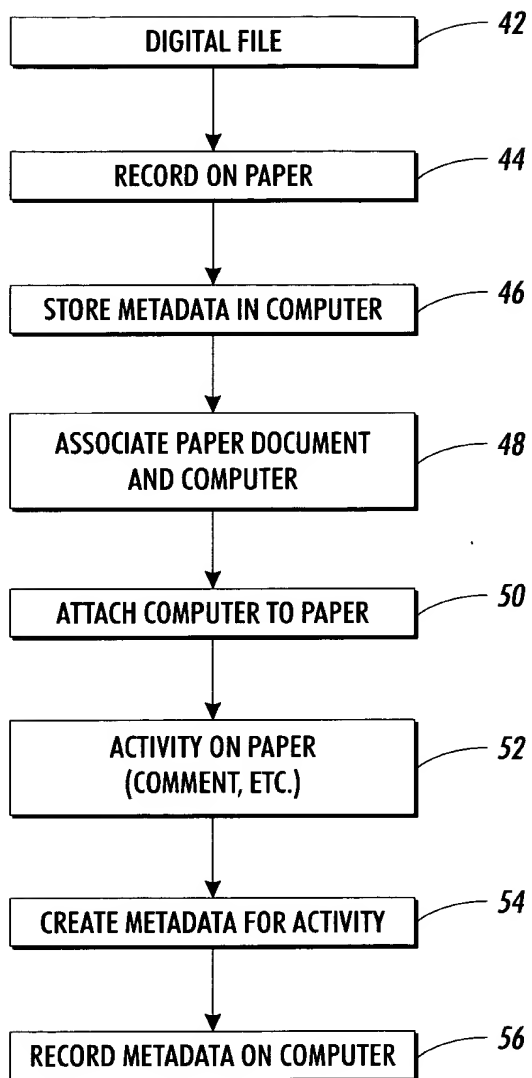 DIGITAL FILE
42
RECORD ON PAPER
44
STORE METADATA IN COMPUTER
46
ASSOCIATE PAPER DOCUMENT
AND COMPUTER
48
ATTACH COMPUTER TO PAPER
50
ACTIVITY ON PAPER
(COMMENT, ETC.)
52
CREATE METADATA FOR ACTIVITY
54
RECORD METADATA ON COMPUTER
56